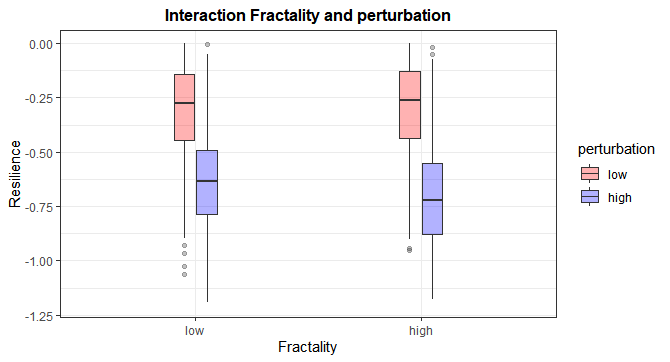 Interaction Fractality and perturbation
Resilience
0.00
-0.25
-0.50
-0.75
-1.00
-1.25
low
high
Fractality
perturbation
low
high